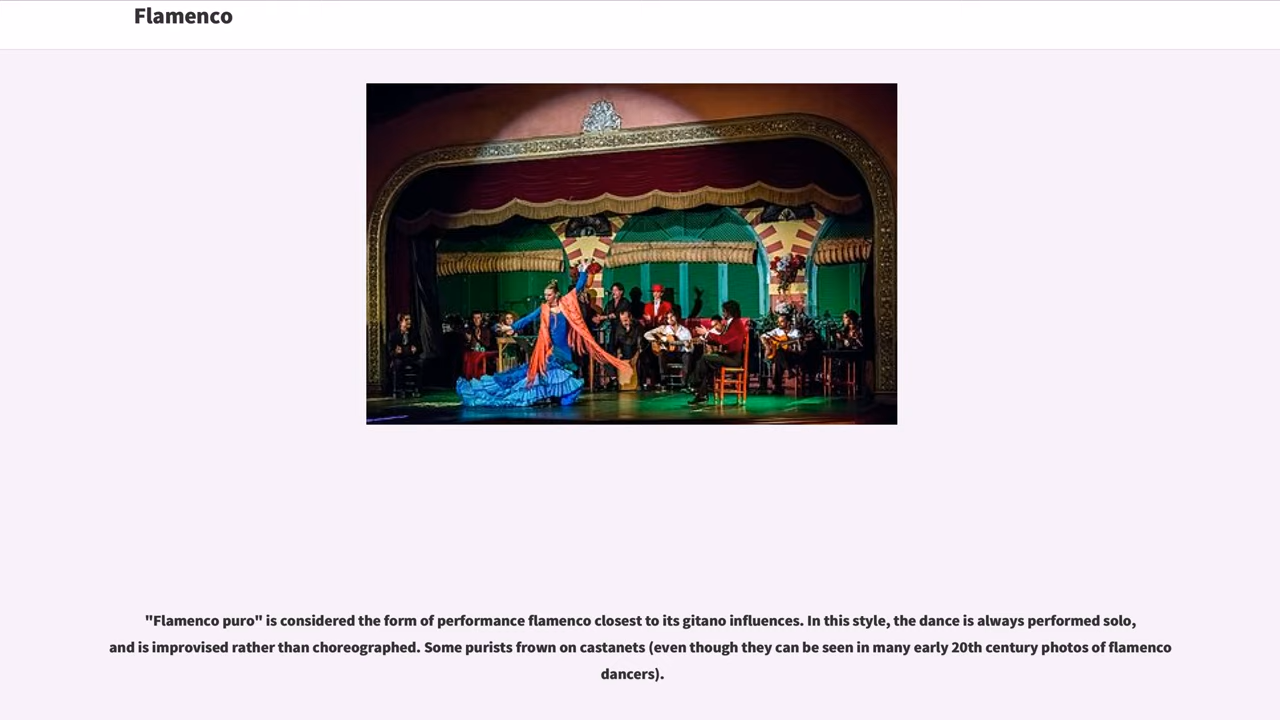 Flamenco
"Flamenco puro" is considered the form of performance flamenco closest to its gitano influences. In this style, the dance is always performed solo,
and is improvised rather than choreographed. Some purists frown on castanets (even though they can be seen in many early 20th century photos of flamenco
dancers).